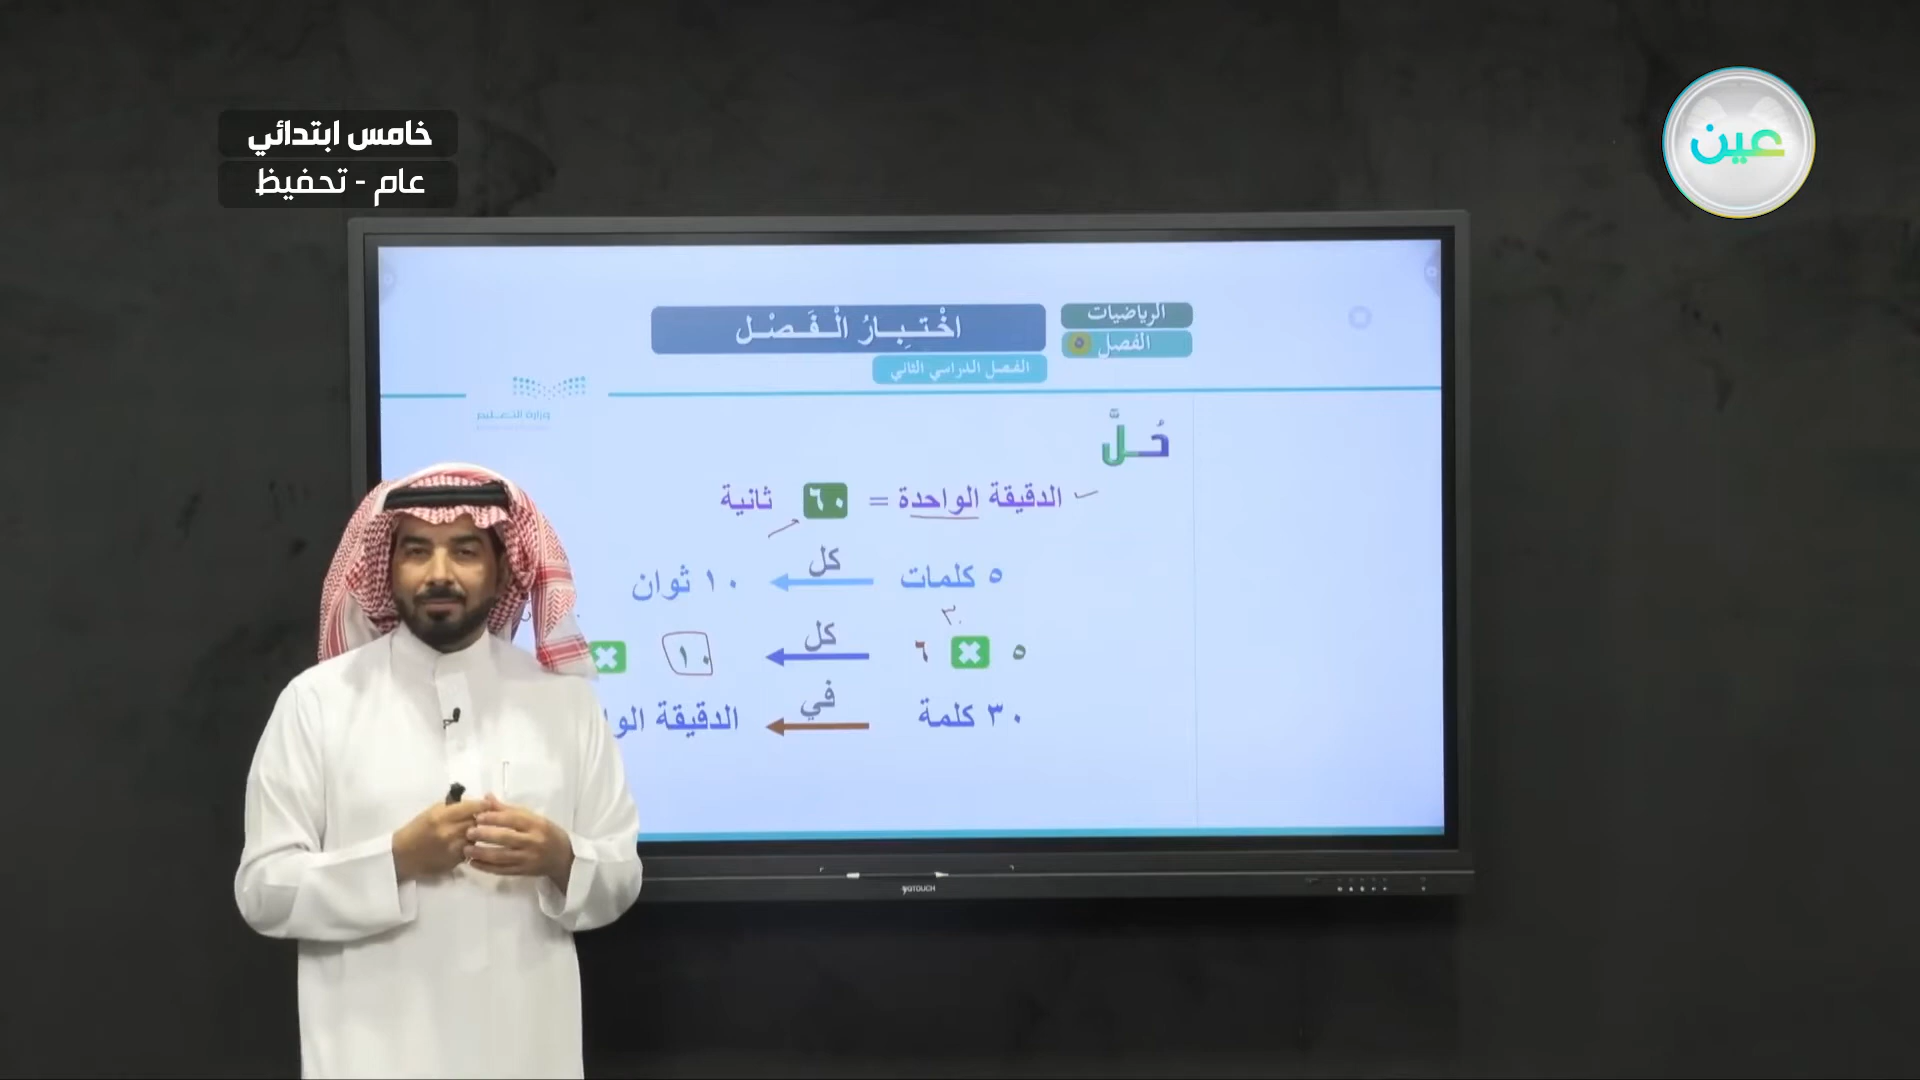 خامس ابتدائي
عام - تحفيظ
عين
الرياضيات
الفصل ٥
اخْتِبَارُ الْفَصْل
الفصل الدراسي الثاني
وزارة التعليم
حُلَّ
الدقيقة الواحدة = ٦٠ ثانية
٥ كلمات كل ١٠ ثوان
٣٠
٥ × ٦ كل ١٠ ×
٣٠ كلمة في الدقيقة